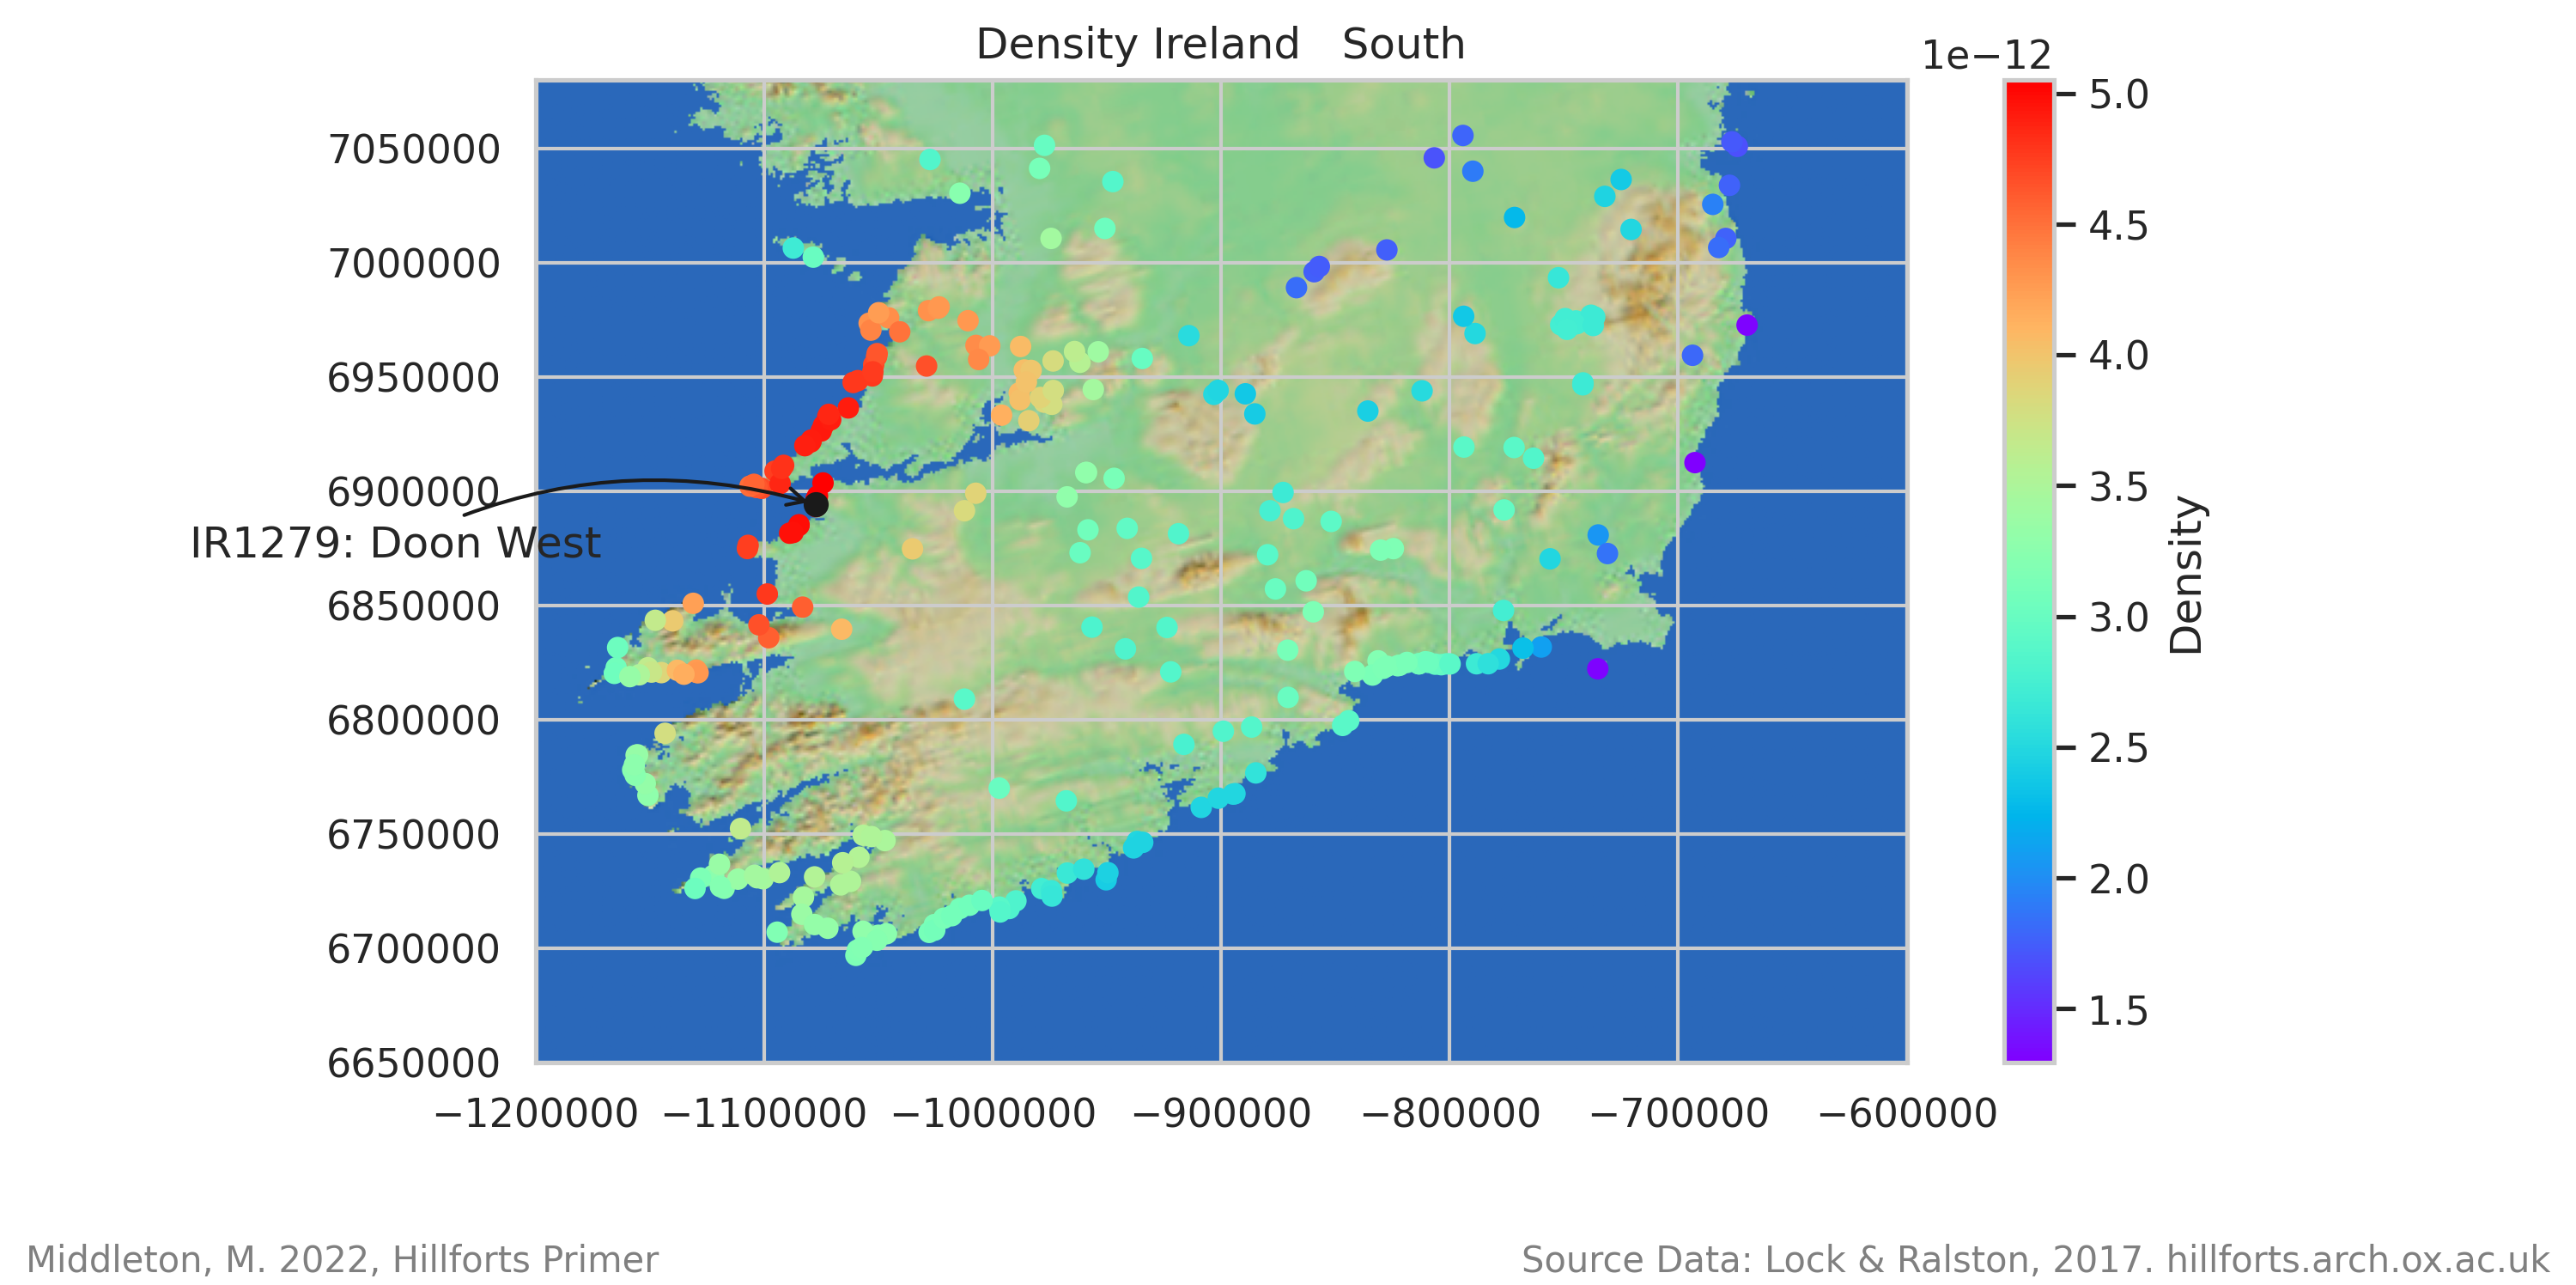 Density Ireland   South
1e−12
7050000
7000000
6950000
6900000
6850000
6800000
6750000
6700000
6650000
IR1279: Doon West
−1200000 −1100000 −1000000 −900000 −800000 −700000 −600000
5.0
4.5
4.0
3.5
3.0
2.5
2.0
1.5
Density
Middleton, M. 2022, Hillforts Primer
Source Data: Lock & Ralston, 2017. hillforts.arch.ox.ac.uk